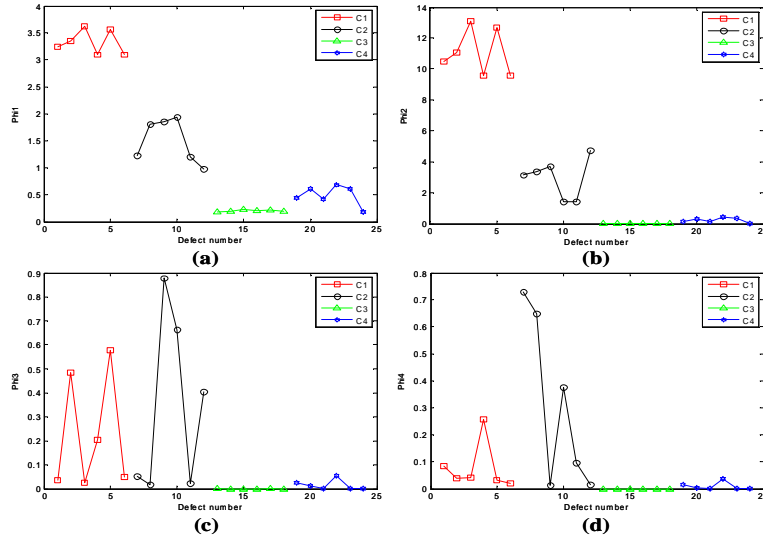 4
3.5
3
2.5
2
1.5
1
0.5
0
Phi1
0 5 10 15 20 25
Defect number
C1
C2
C3
C4
(a)
14
12
10
8
6
4
2
0
Phi2
0 5 10 15 20 25
Defect number
C1
C2
C3
C4
(b)
0.9
0.8
0.7
0.6
0.5
0.4
0.3
0.2
0.1
0
Phi3
0 5 10 15 20 25
Defect number
C1
C2
C3
C4
(c)
0.8
0.7
0.6
0.5
0.4
0.3
0.2
0.1
0
Phi4
0 5 10 15 20 25
Defect number
C1
C2
C3
C4
(d)